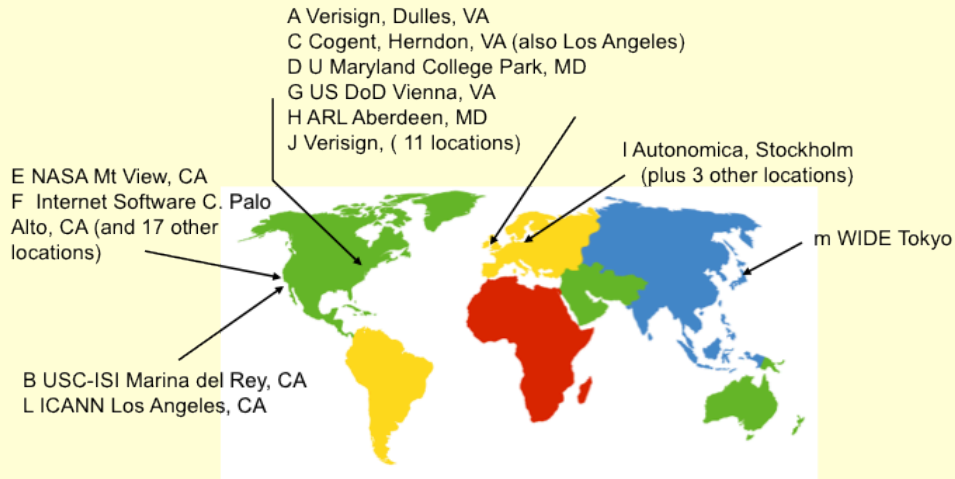 A Verisign, Dulles, VA
C Cogent, Herndon, VA (also Los Angeles)
D U Maryland College Park, MD
G US DoD Vienna, VA
H ARL Aberdeen, MD
J Verisign, ( 11 locations)
I Autonomica, Stockholm
(plus 3 other locations)
E NASA Mt View, CA
F Internet Software C. Palo
Alto, CA (and 17 other
locations)
m WIDE Tokyo
B USC-ISI Marina del Rey, CA
L ICANN Los Angeles, CA